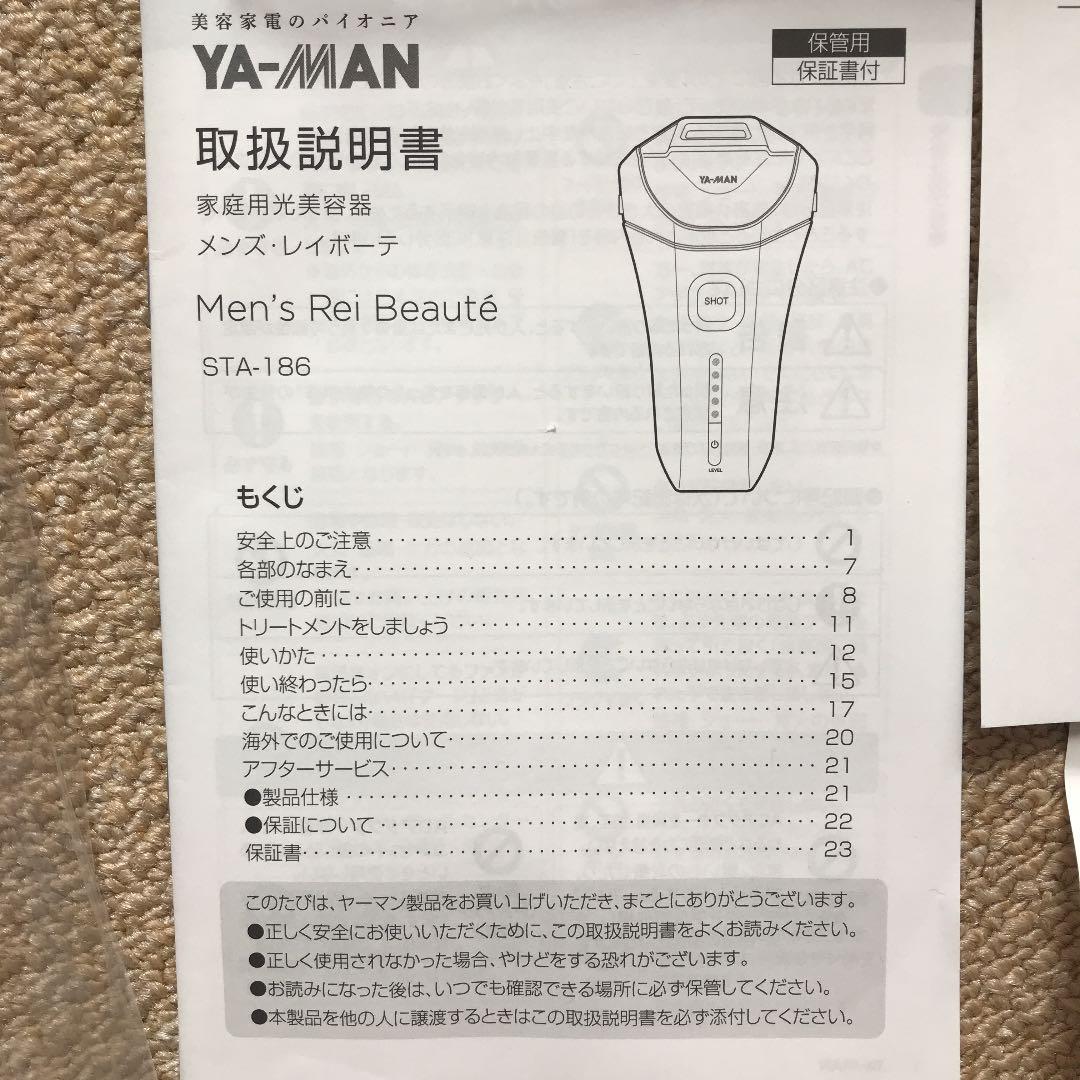 美容家電のパイオニア
YA-MAN
保管用
保証書付
取扱説明書
家庭用光美容器
メンズ・レイボーテ
Men's Rei Beauté
STA-186
YA-MAN
SHOT
LEVEL
もくじ
安全上のご注意 ・・・・・・・・・・・・・・・・・・・・ 1
各部のなまえ ・・・・・・・・・・・・・・・・・・・・ 7
ご使用の前に ・・・・・・・・・・・・・・・・・・・・ 8
トリートメントをしましょう ・・・・・・・・・・・・・・・・・・・・ 11
使いかた ・・・・・・・・・・・・・・・・・・・・ 12
使い終わったら ・・・・・・・・・・・・・・・・・・・・ 15
こんなときには ・・・・・・・・・・・・・・・・・・・・ 17
海外でのご使用について ・・・・・・・・・・・・・・・・・・・・ 20
アフターサービス ・・・・・・・・・・・・・・・・・・・・ 21
●製品仕様 ・・・・・・・・・・・・・・・・・・・・ 21
●保証について ・・・・・・・・・・・・・・・・・・・・ 22
保証書 ・・・・・・・・・・・・・・・・・・・・ 23
このたびは、ヤーマン製品をお買い上げいただき、まことにありがとうございます。
●正しく安全にお使いいただくために、この取扱説明書をよくお読みください。
●正しく使用されなかった場合、やけどをする恐れがございます。
●お読みになった後は、いつでも確認できる場所に必ず保管してください。
●本製品を他の人に譲渡するときはこの取扱説明書を必ず添付してください。